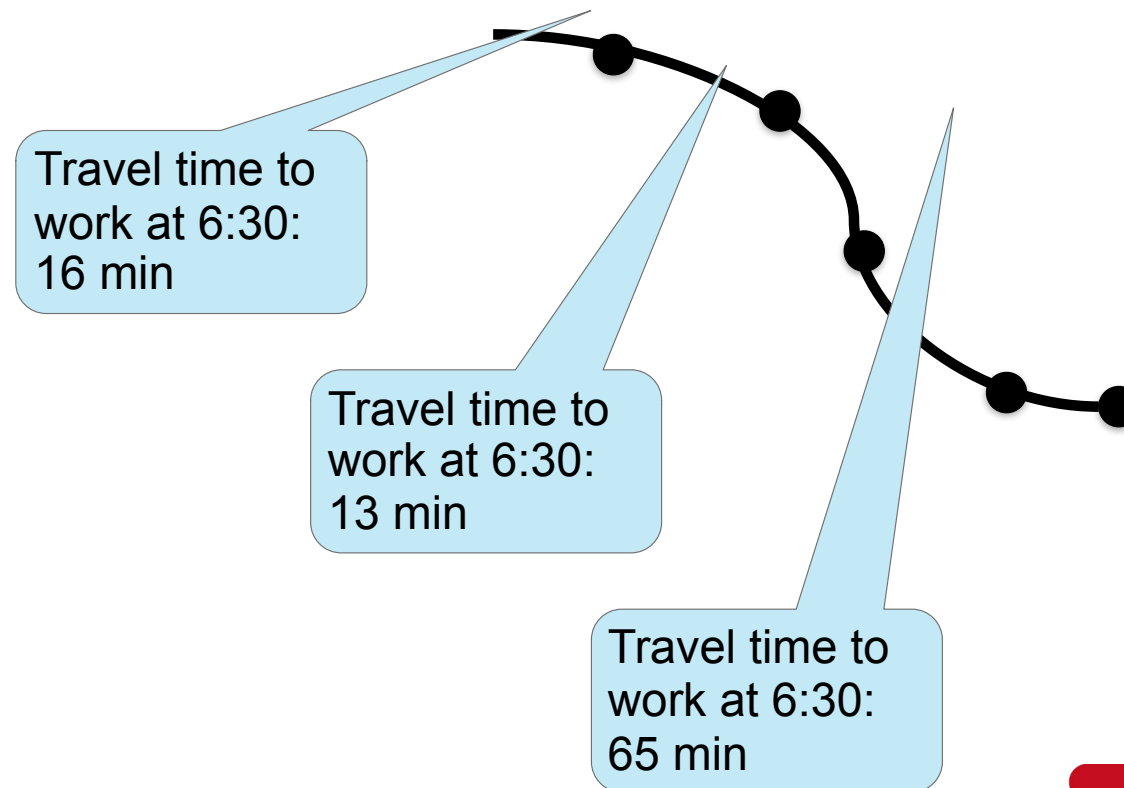 Travel time to
work at 6:30:
16 min
Travel time to
work at 6:30:
13 min
Travel time to
work at 6:30:
65 min